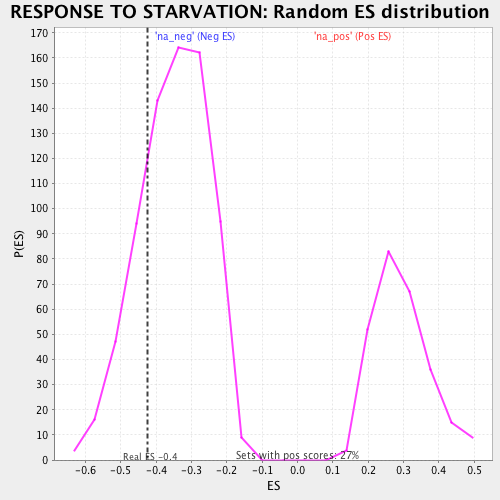 RESPONSE TO STARVATION: Random ES distribution
'na_neg' (Neg ES)
'na_pos' (Pos ES)
170
160
150
140
130
120
110
100
90
80
70
60
50
40
30
20
10
0
P(ES)
Real ES -0.4
Sets with pos scores: 27%
-0.6 -0.5 -0.4 -0.3 -0.2 -0.1 0.0 0.1 0.2 0.3 0.4 0.5
ES